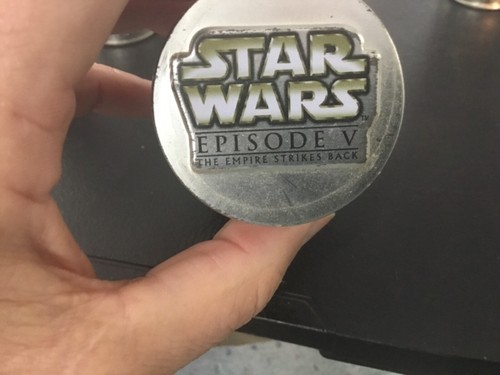 STAR
WARS
EPISODE V
THE EMPIRE STRIKES BACK